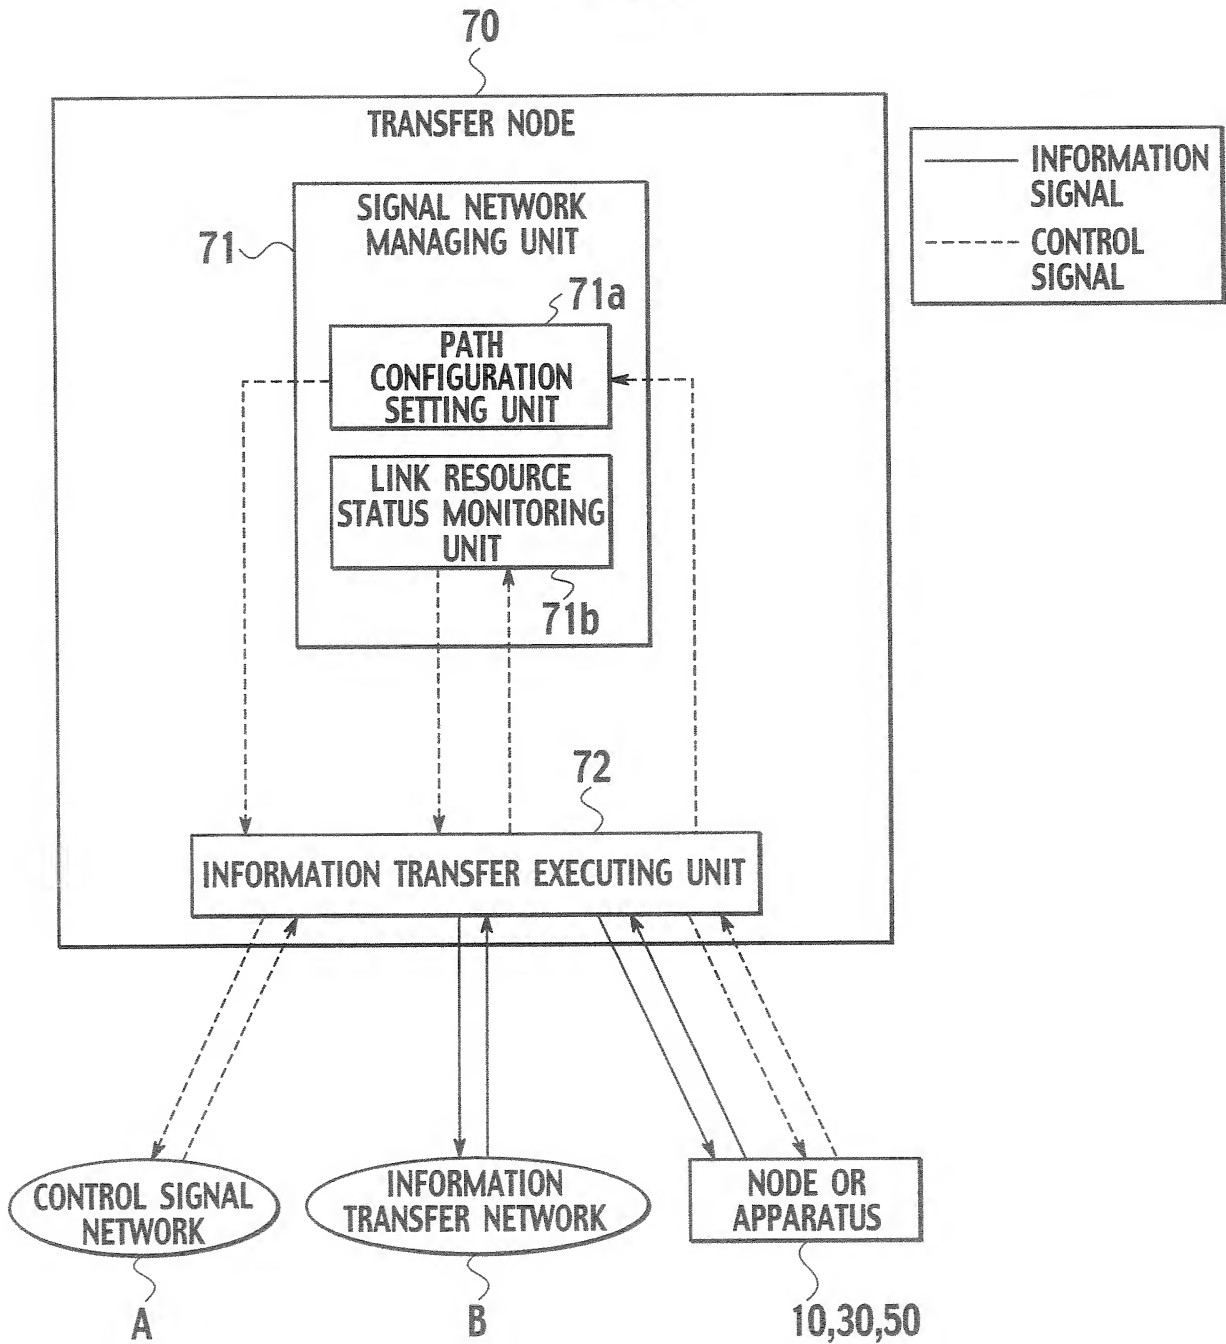 70
TRANSFER NODE
INFORMATION
SIGNAL
CONTROL
SIGNAL
SIGNAL NETWORK
MANAGING UNIT
71
71a
PATH
CONFIGURATION
SETTING UNIT
LINK RESOURCE
STATUS MONITORING
UNIT
71b
72
INFORMATION TRANSFER EXECUTING UNIT
CONTROL SIGNAL
NETWORK
INFORMATION
TRANSFER NETWORK
NODE OR
APPARATUS
A
B
10,30,50